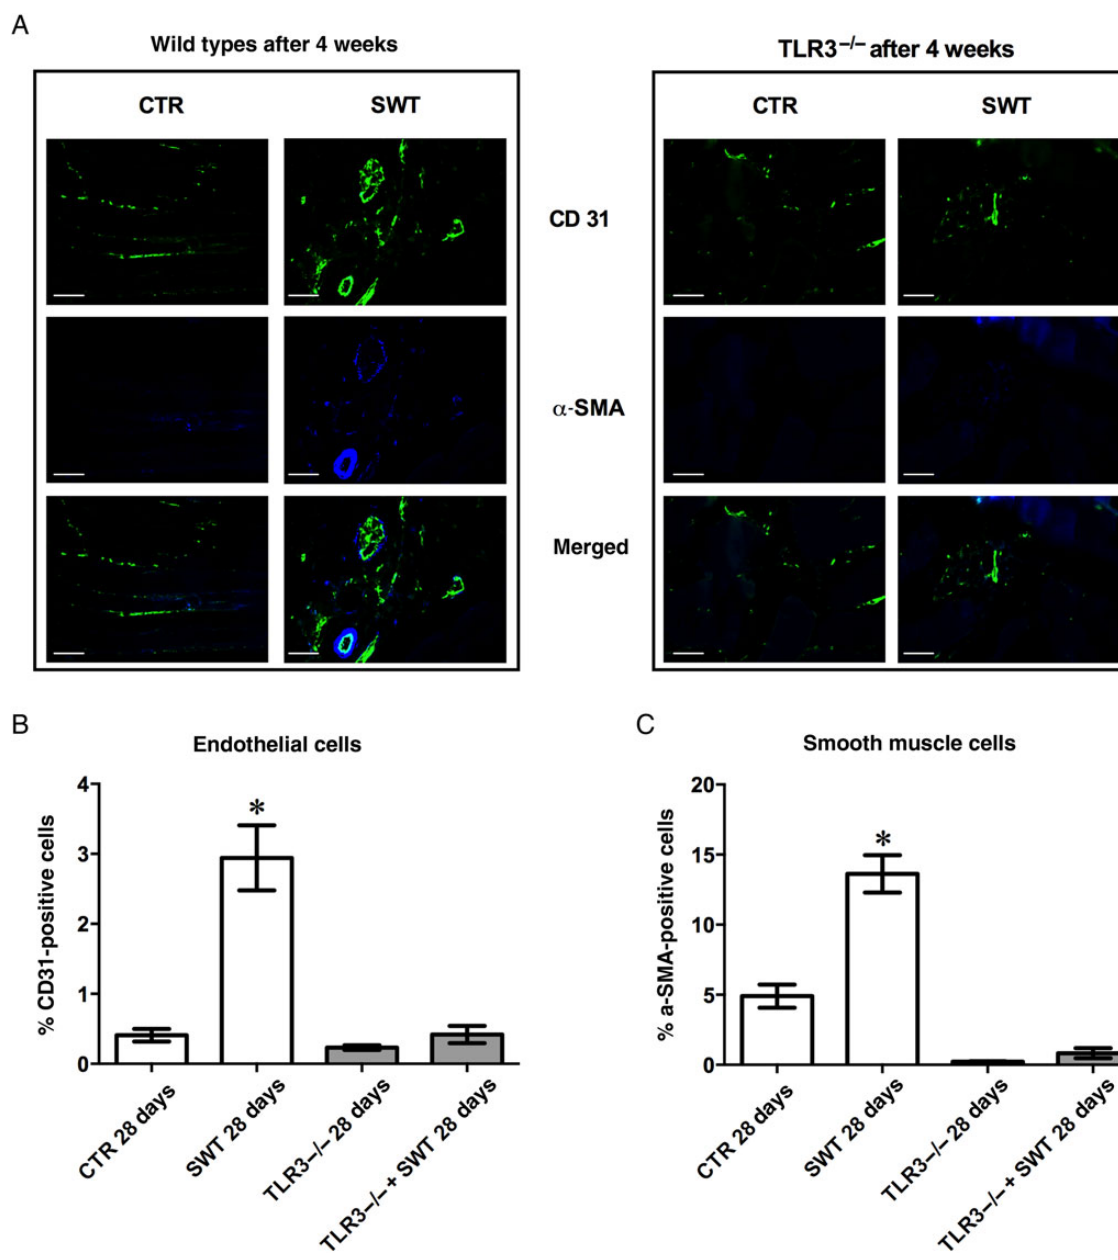 A
Wild types after 4 weeks
TLR3−/− after 4 weeks
CTR
SWT
CTR
SWT
CD 31
α-SMA
Merged
B
Endothelial cells
% CD31-positive cells
4
3
2
1
0
*
CTR 28 days
SWT 28 days
TLR3−/− 28 days
TLR3−/− + SWT 28 days
C
Smooth muscle cells
% a-SMA-positive cells
20
15
10
5
0
*
CTR 28 days
SWT 28 days
TLR3−/− 28 days
TLR3−/− + SWT 28 days